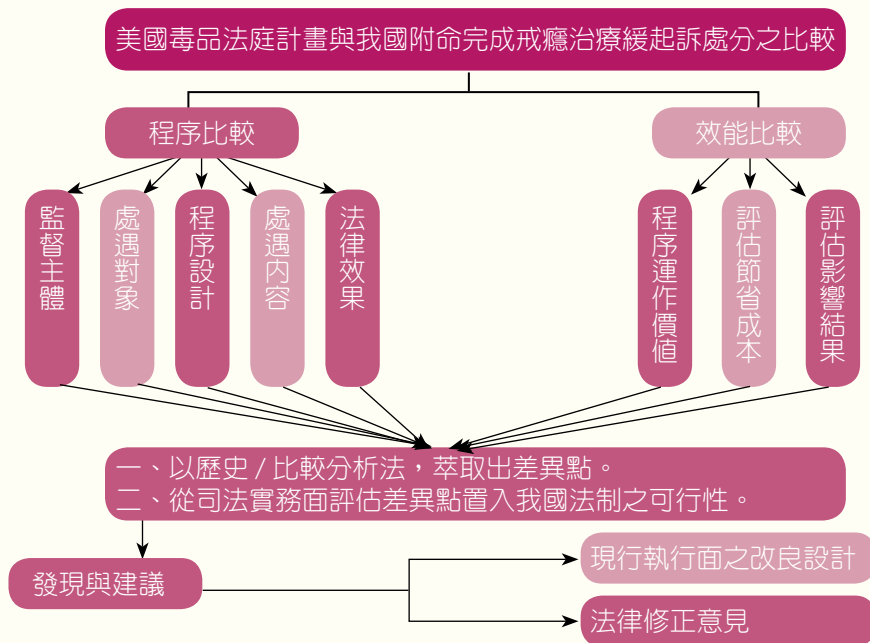 美國毒品法庭計畫與我國附命完成戒癮治療緩起訴處分之比較
程序比較
效能比較
監督主體
處遇對象
程序設計
處遇內容
法律效果
程序運作價值
評估節省成本
評估影響結果
一、以歷史/比較分析法，萃取出差異點。
二、從司法實務面評估差異點置入我國法制之可行性。
發現與建議
現行執行面之改良設計
法律修正意見